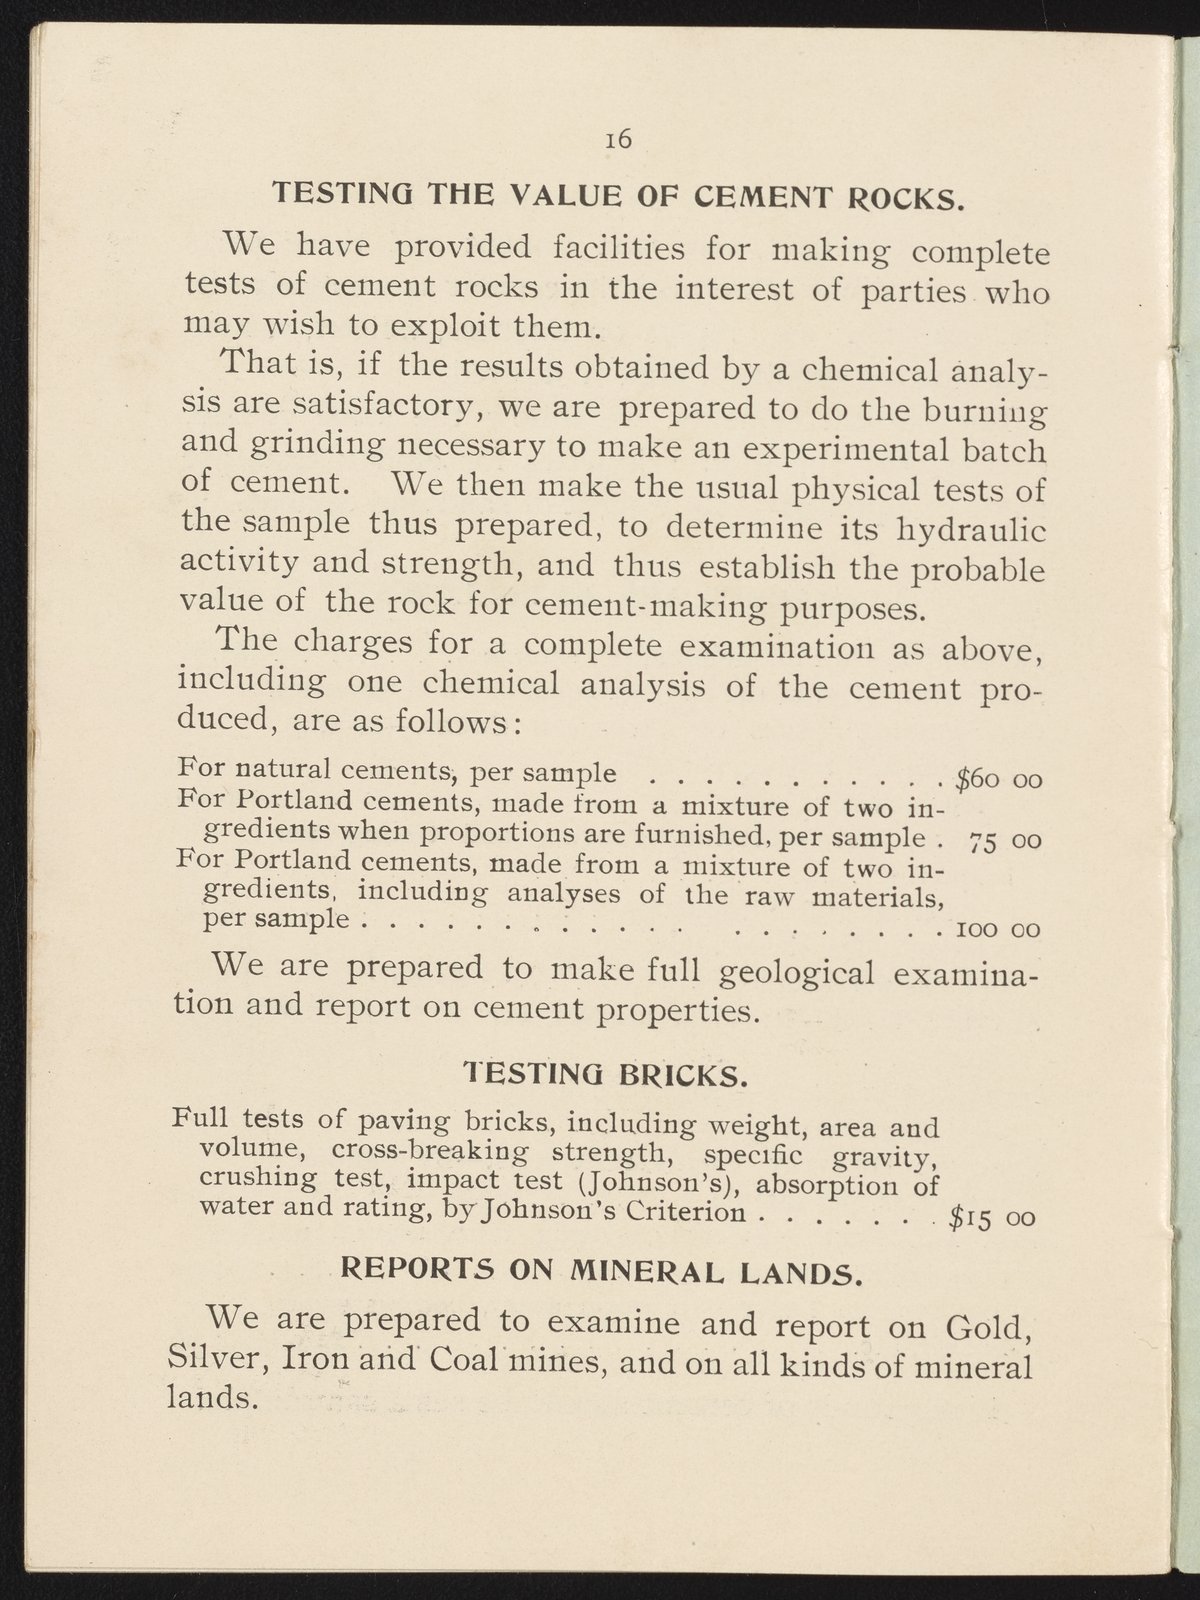 16
TESTING THE VALUE OF CEMENT ROCKS.
We have provided facilities for making complete
tests of cement rocks in the interest of parties who
may wish to exploit them.
That is, if the results obtained by a chemical analy-
sis are satisfactory, we are prepared to do the burning
and grinding necessary to make an experimental batch
of cement. We then make the usual physical tests of
the sample thus prepared, to determine its hydraulic
activity and strength, and thus establish the probable
value of the rock for cement-making purposes.
The charges for a complete examination as above,
including one chemical analysis of the cement pro-
duced, are as follows:
For natural cements, per sample . . . . . . . . . . . $60 00
For Portland cements, made from a mixture of two in-
gredients when proportions are furnished, per sample . 75 00
For Portland cements, made from a mixture of two in-
gredients, including analyses of the raw materials,
per sample . . . . . . . . . . . . . . . . . . . . 100 00
We are prepared to make full geological examina-
tion and report on cement properties.
TESTING BRICKS.
Full tests of paving bricks, including weight, area and
volume, cross-breaking strength, specific gravity,
crushing test, impact test (Johnson's), absorption of
water and rating, by Johnson's Criterion . . . . . . . $15 00
REPORTS ON MINERAL LANDS.
We are prepared to examine and report on Gold,
Silver, Iron and Coal mines, and on all kinds of mineral
lands.